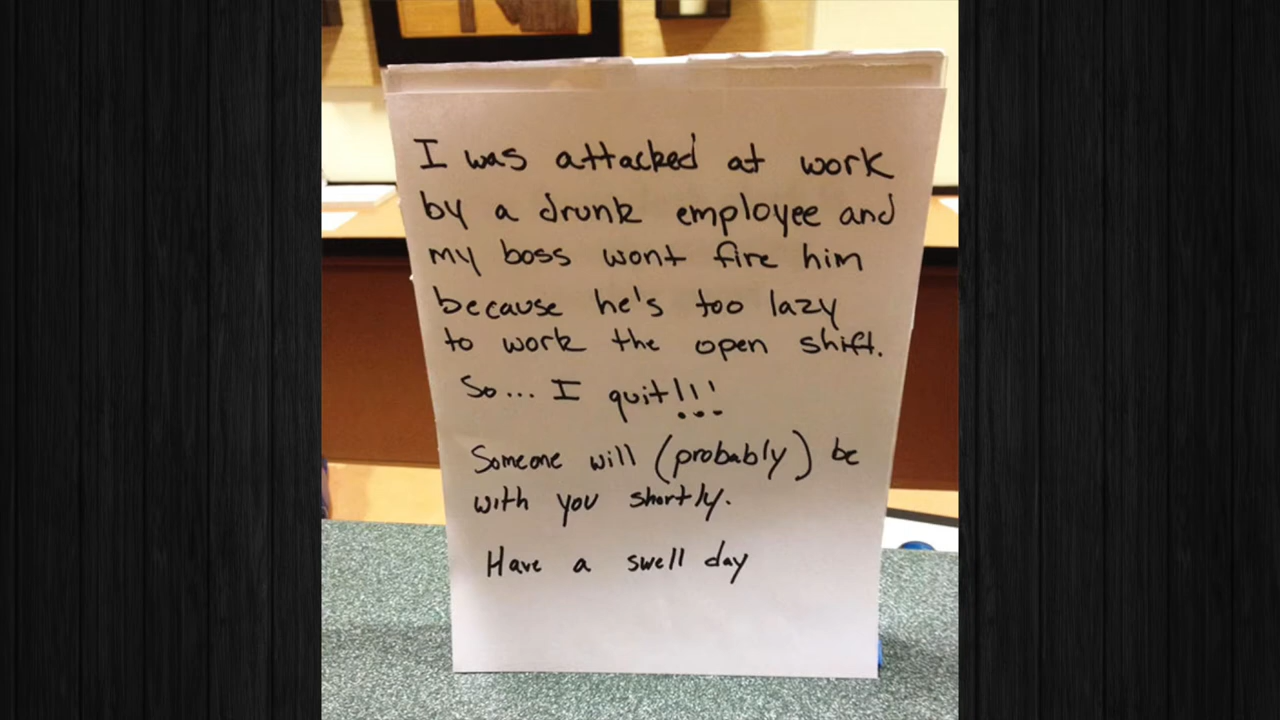 I was attacked at work
by a drunk employee and
my boss wont fire him
because he's too lazy
to work the open shift.
So... I quit!!!
Someone will (probably) be
with you shortly.
Have a swell day